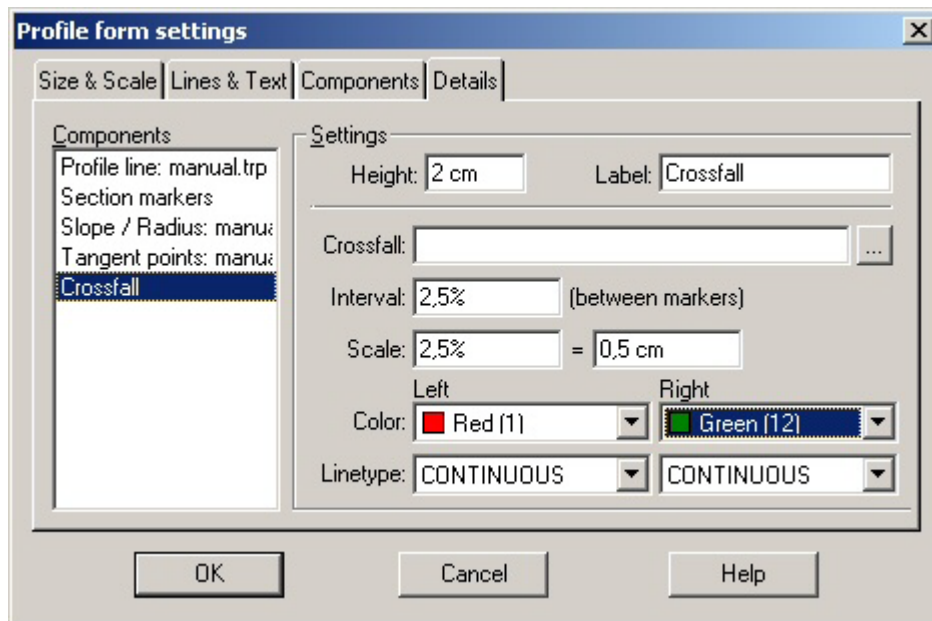 Profile form settings
Size & Scale Lines & Text Components Details
Components
Profile line: manual.trp
Section markers
Slope / Radius: manua
Tangent points: manua
Crossfall
Settings
Height: 2 cm Label: Crossfall
Crossfall: ...
Interval: 2,5% (between markers)
Scale: 2,5% = 0,5 cm
Left Right
Color: Red (1) Green (12)
Linetype: CONTINUOUS CONTINUOUS
OK Cancel Help